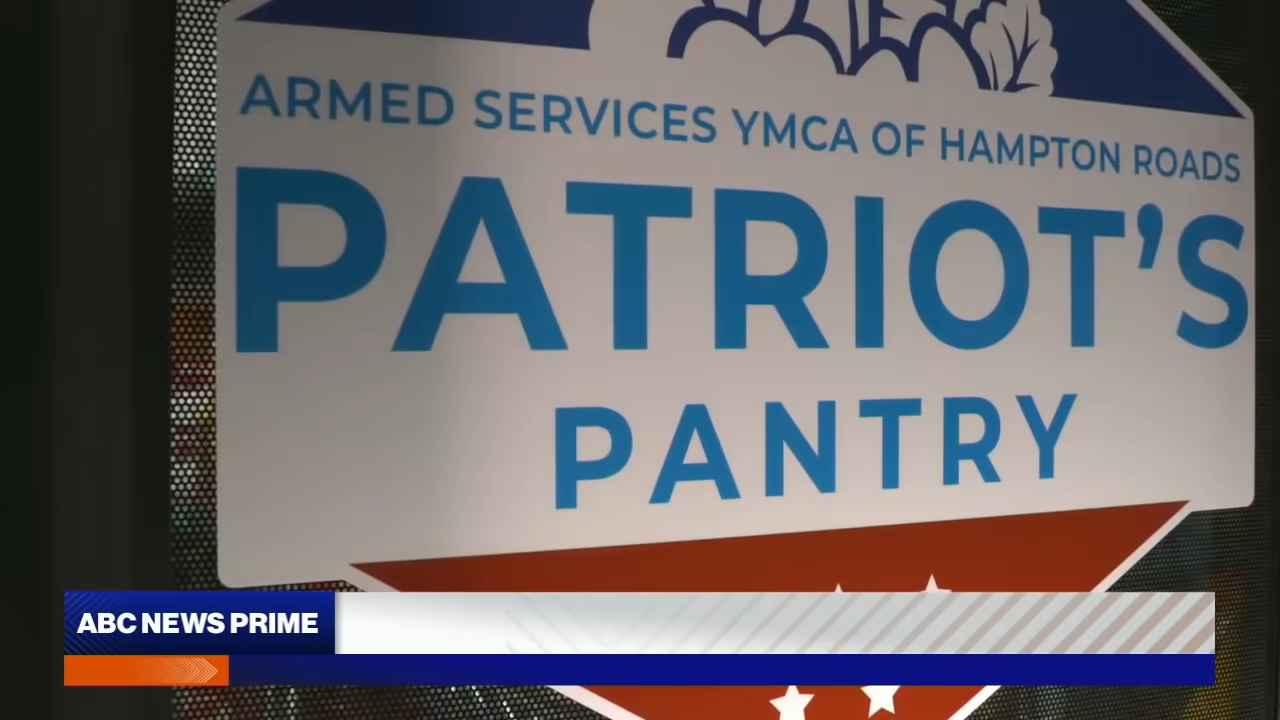 ARMED SERVICES YMCA OF HAMPTON ROADS
PATRIOT'S
PANTRY
ABC NEWS PRIME